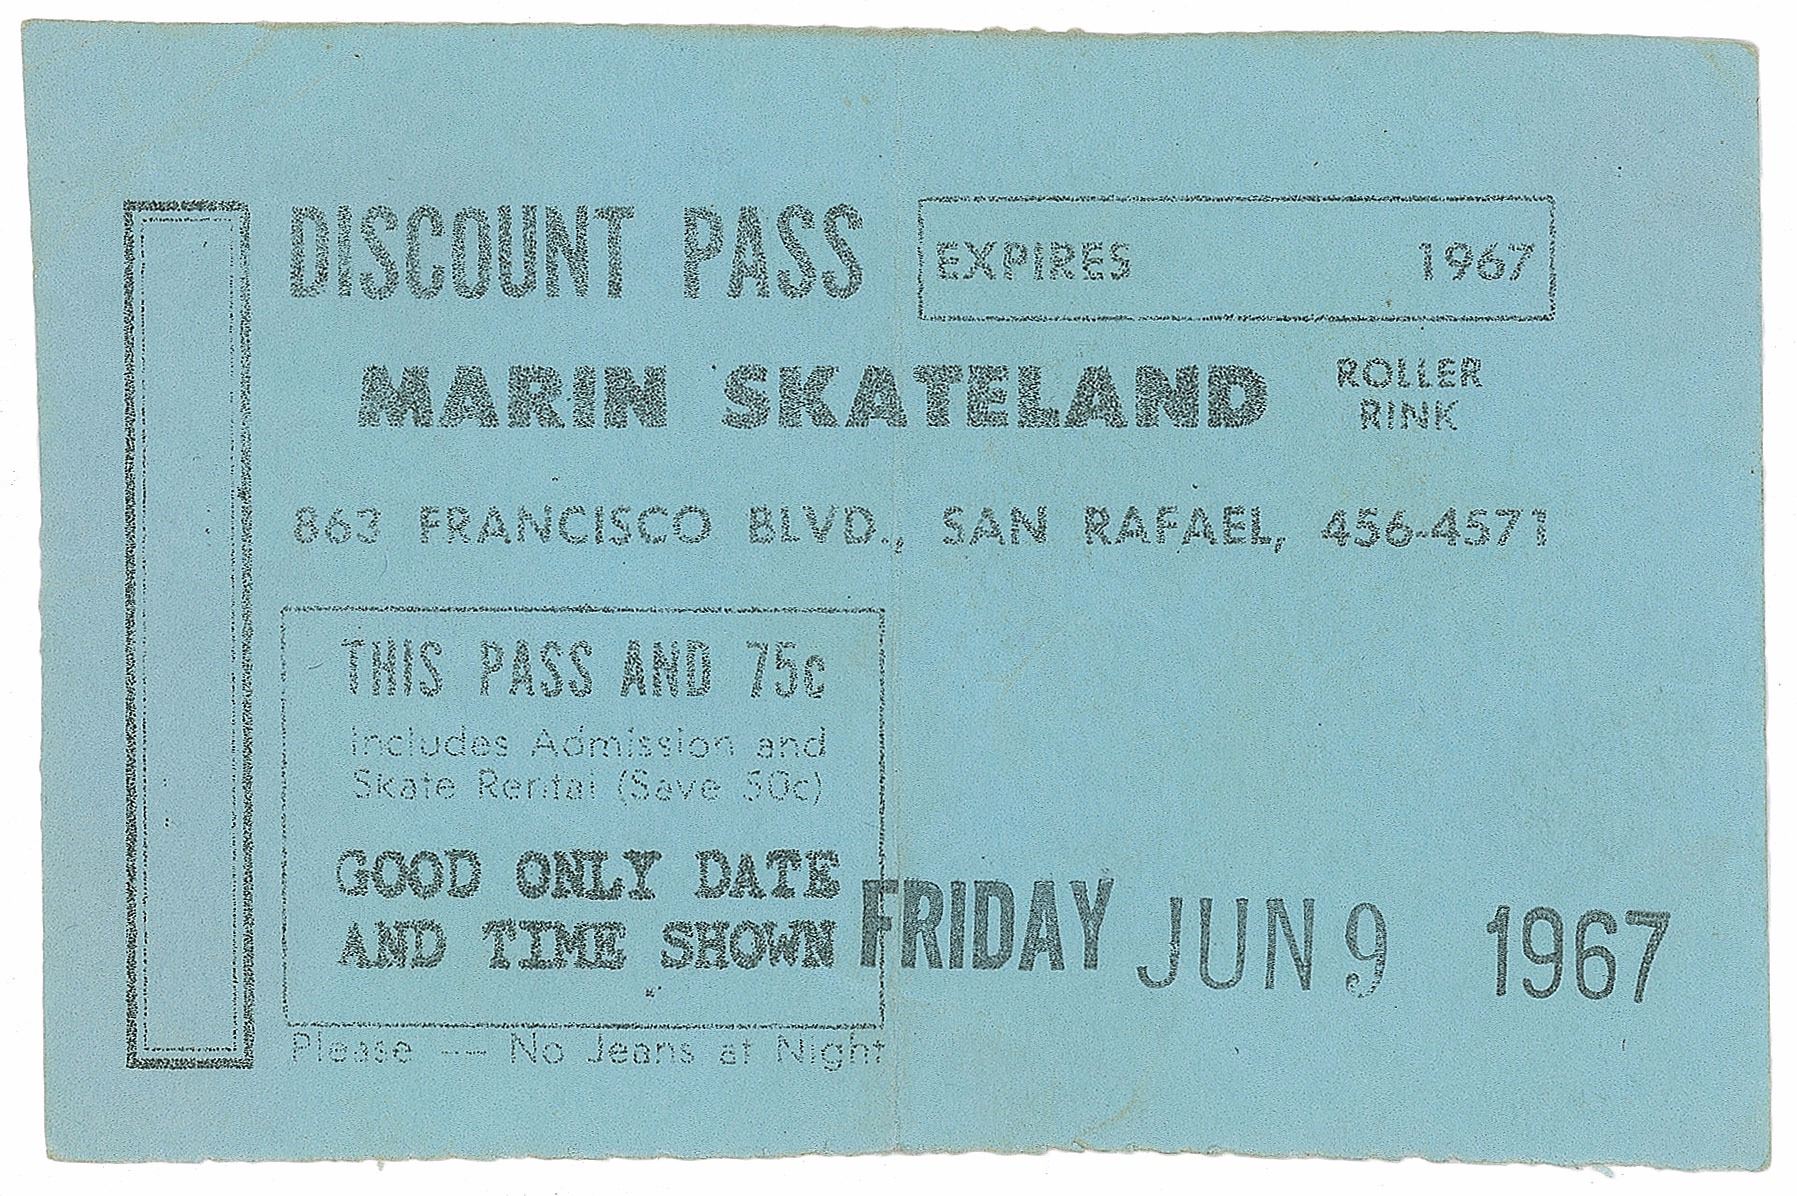 DISCOUNT PASS
EXPIRES 1967
MARIN SKATELAND
ROLLER
RINK
863 FRANCISCO BLVD., SAN RAFAEL, 456-4571
THIS PASS AND 75c
Includes Admission and
Skate Rental (Save 50c)
GOOD ONLY DATE
AND TIME SHOWN
FRIDAY JUN 9 1967
Please -- No Jeans at Night